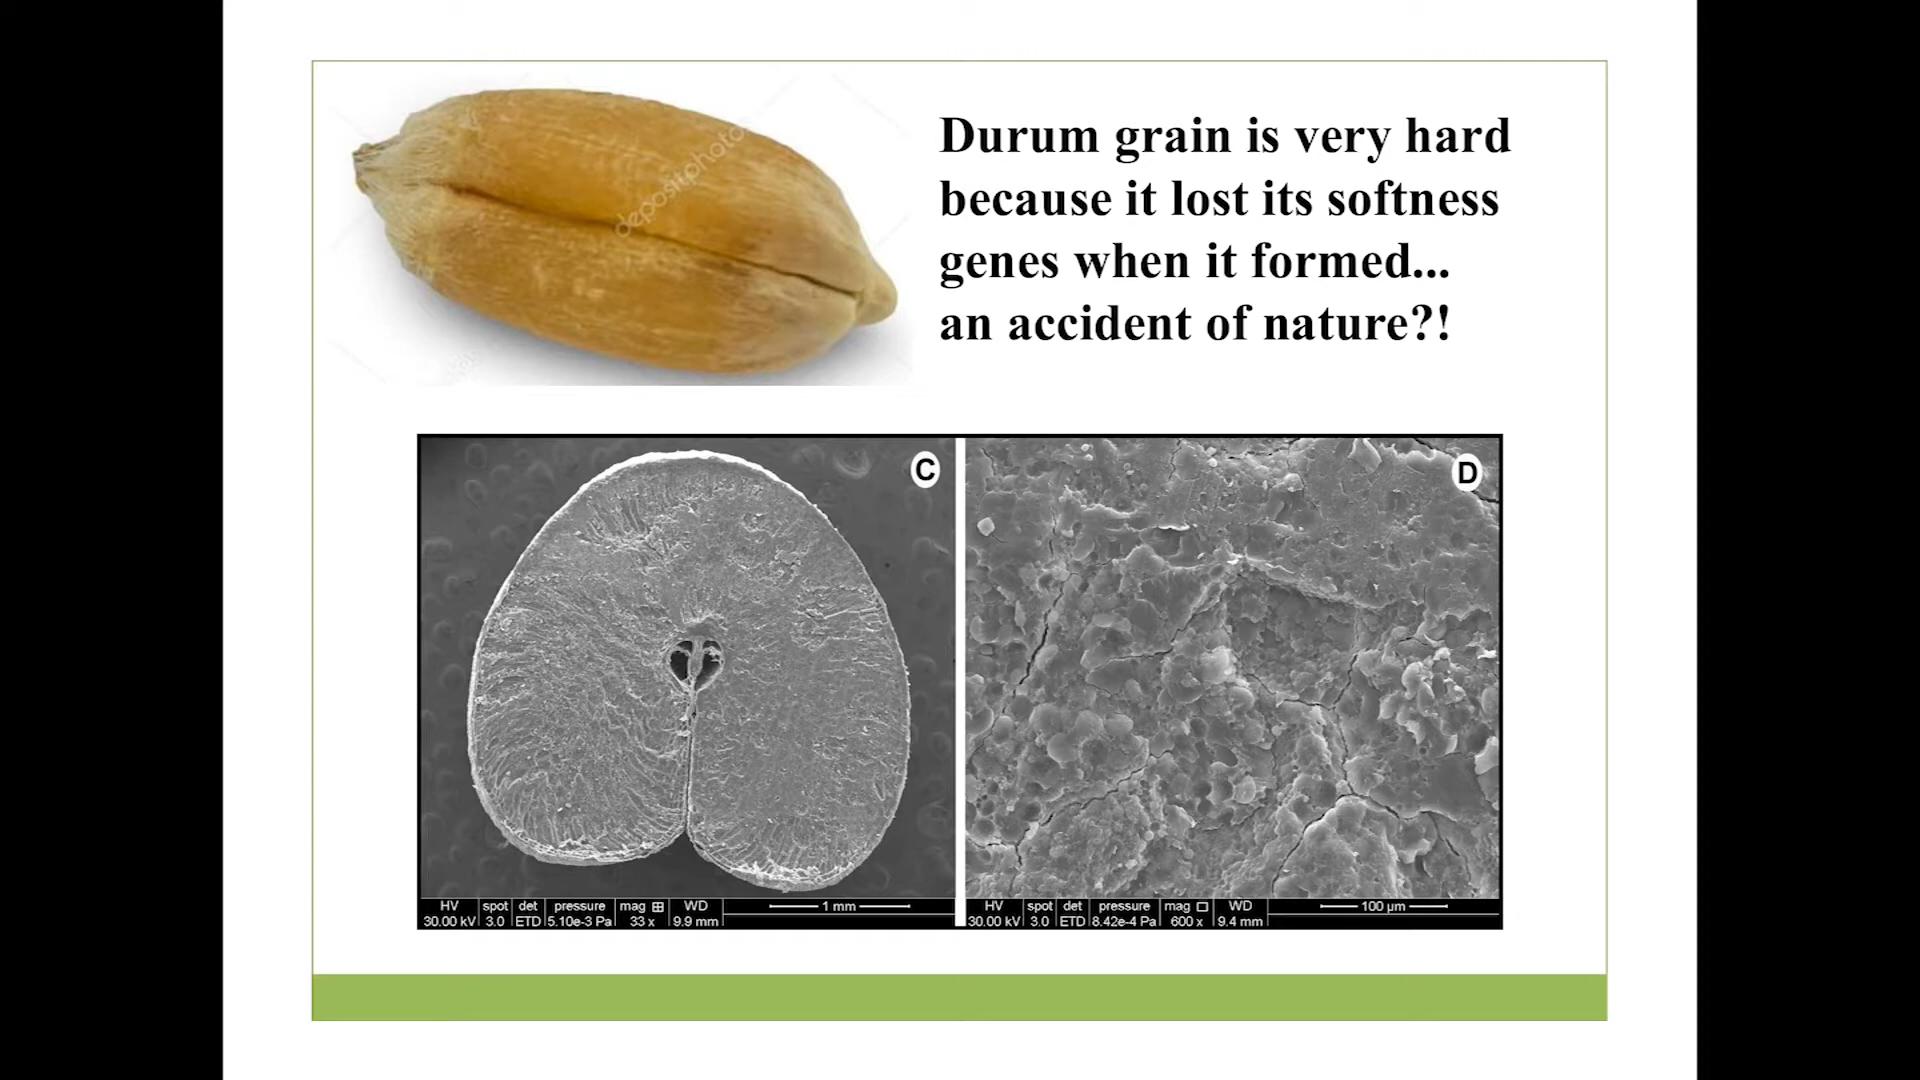 depositphotos
Durum grain is very hard
because it lost its softness
genes when it formed...
an accident of nature?!
C
D
HV spot det pressure mag WD 1 mm
30.00 kV 3.0 ETD 5.10e-3 Pa 33 x 9.9 mm
HV spot det pressure mag WD 100 µm
30.00 kV 3.0 ETD 8.42e-4 Pa 600 x 9.4 mm